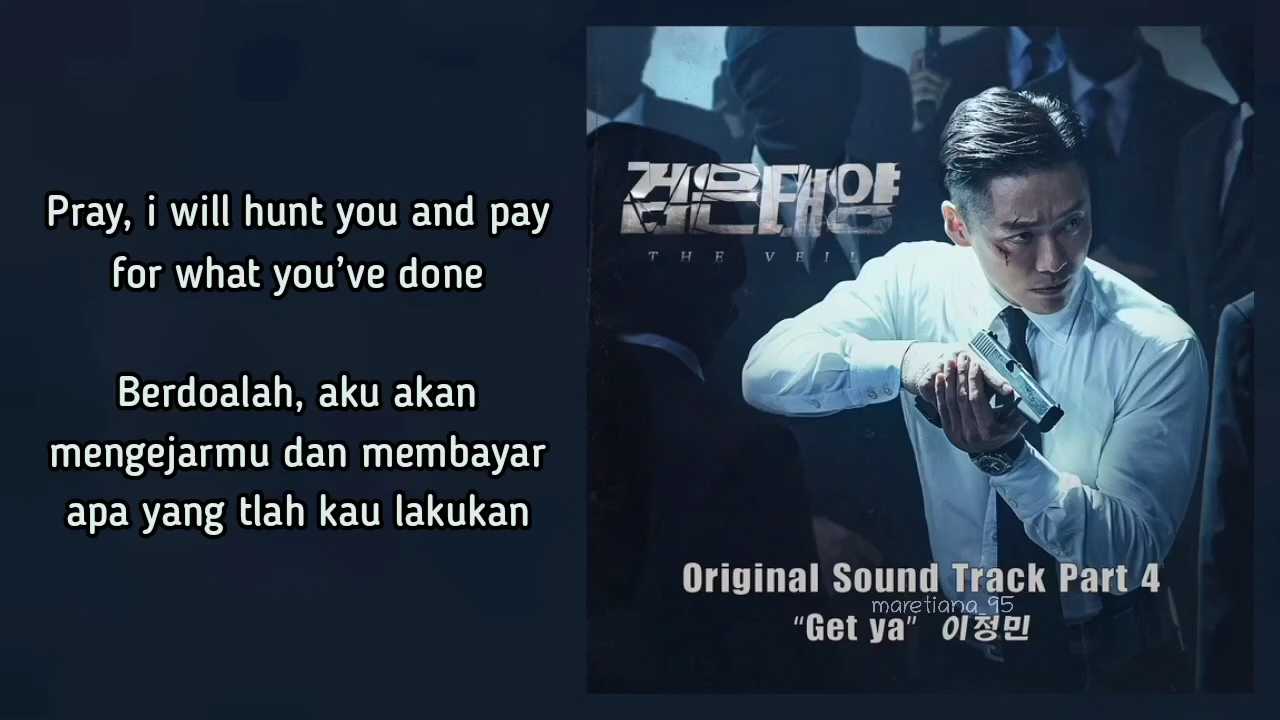 Pray, i will hunt you and pay
for what you’ve done
Berdoalah, aku akan
mengejarmu dan membayar
apa yang tlah kau lakukan
검은태양
THE VEIL
Original Sound Track Part 4
maretiana_95
“Get ya” 이청민